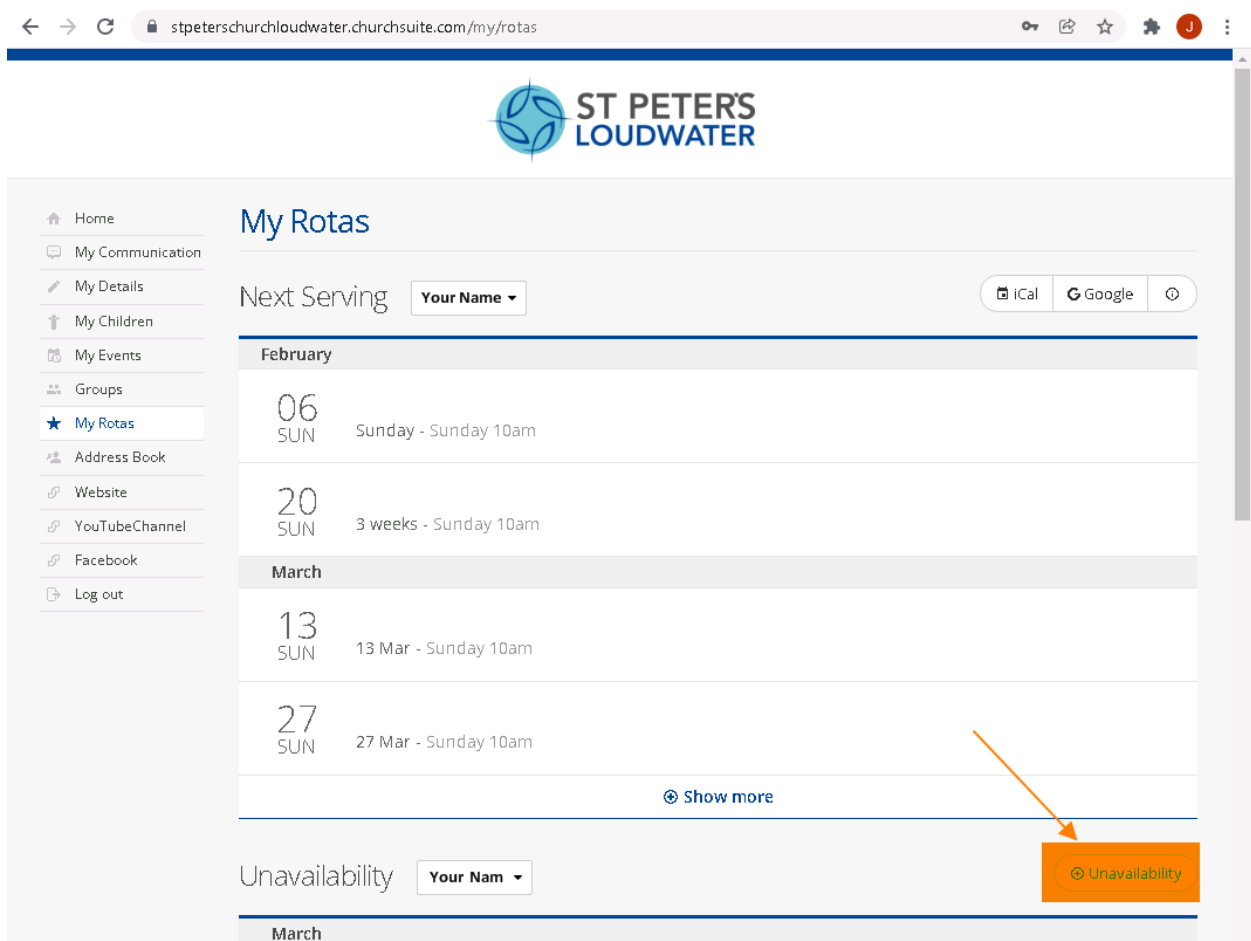 stpeterschurchloudwater.churchsuite.com/my/rotas
J
ST PETER'S
LOUDWATER
Home
My Communication
My Details
My Children
My Events
Groups
My Rotas
Address Book
Website
YouTubeChannel
Facebook
Log out
My Rotas
Next Serving Your Name
iCal G Google
February
06
SUN Sunday - Sunday 10am
20
SUN 3 weeks - Sunday 10am
March
13
SUN 13 Mar - Sunday 10am
27
SUN 27 Mar - Sunday 10am
Show more
Unavailability Your Nam
Unavailability
March